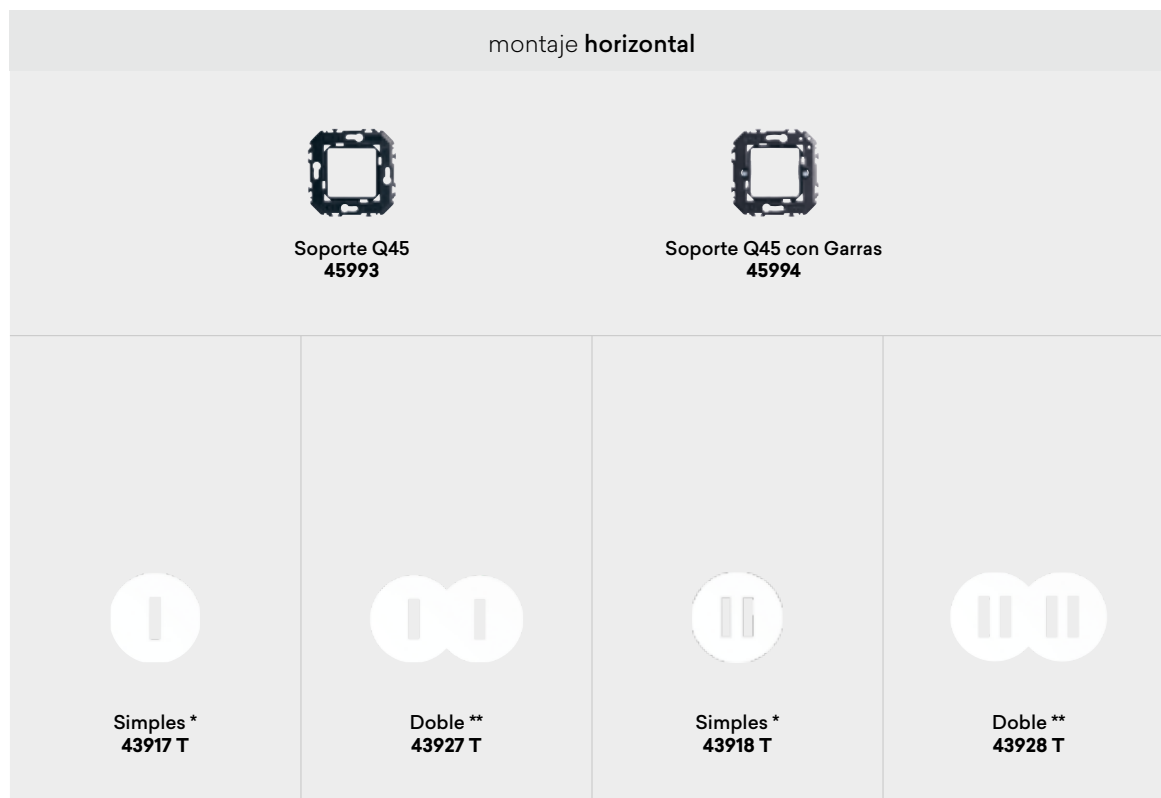 montaje horizontal
Soporte Q45
45993
Soporte Q45 con Garras
45994
Simples *
43917 T
Doble **
43927 T
Simples *
43918 T
Doble **
43928 T